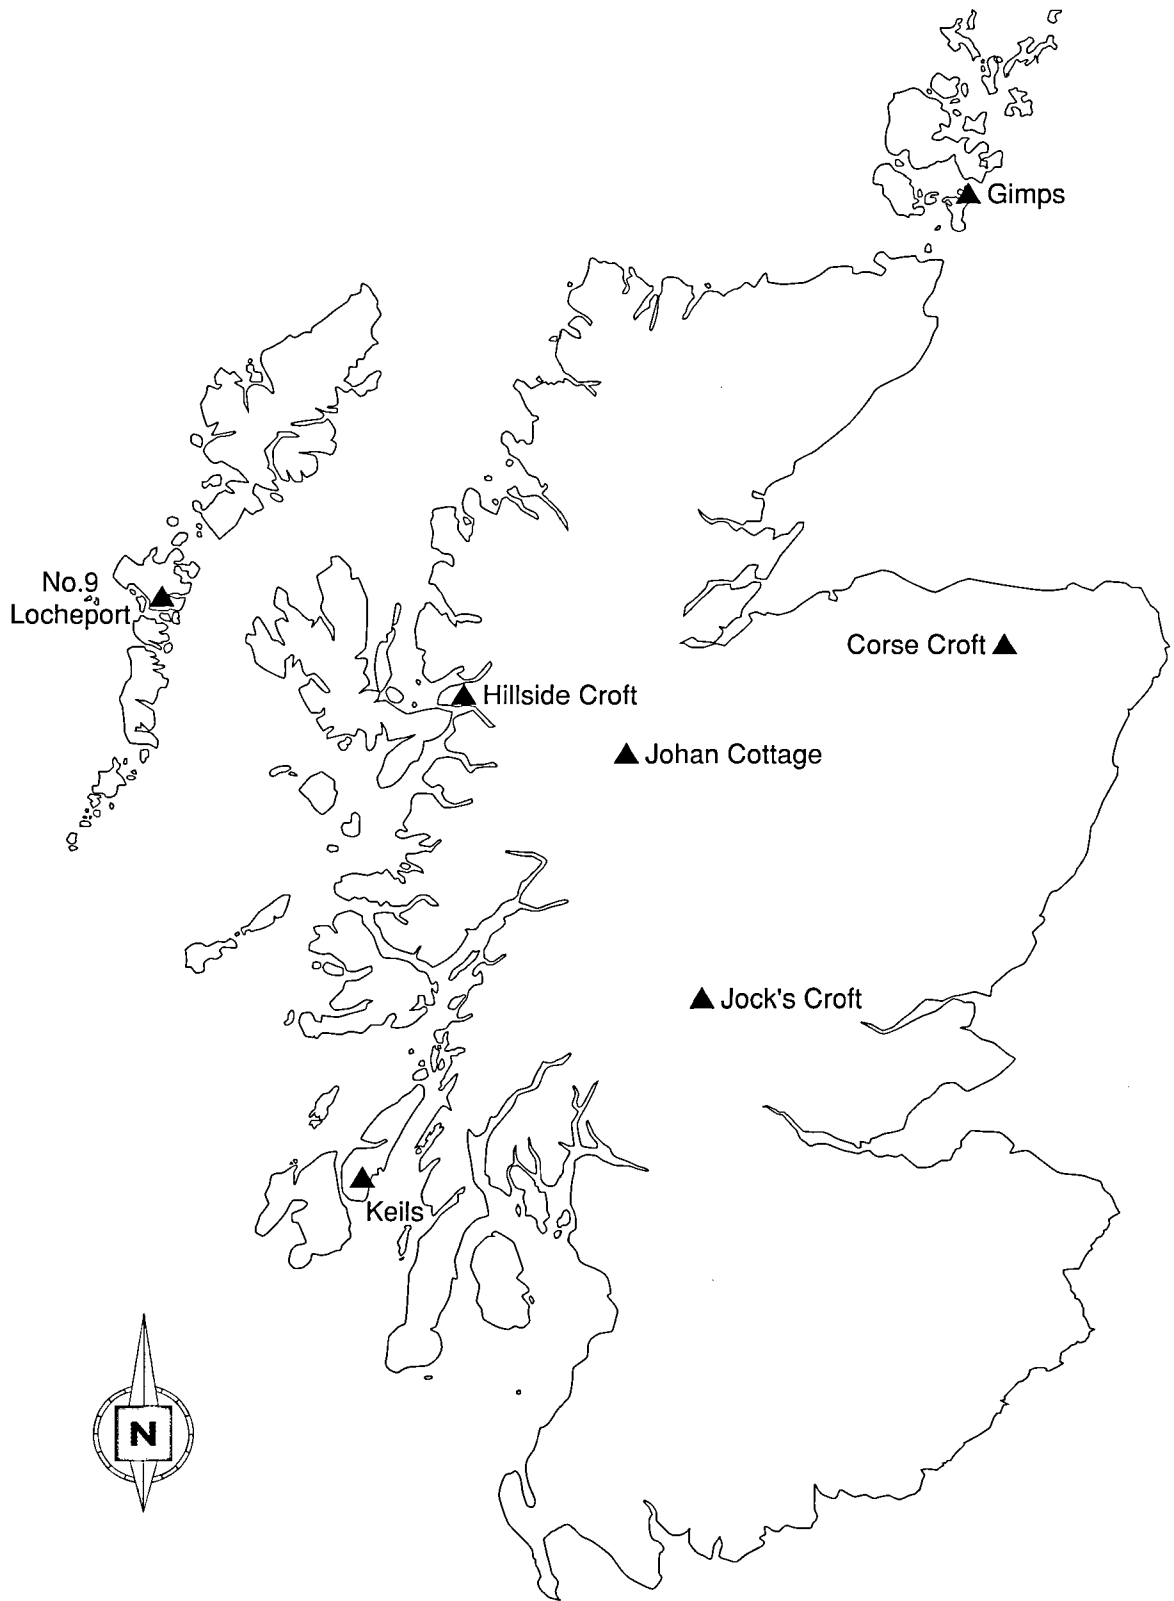 Gimps
No.9
Locheport
Corse Croft
Hillside Croft
Johan Cottage
Jock's Croft
Keils
N